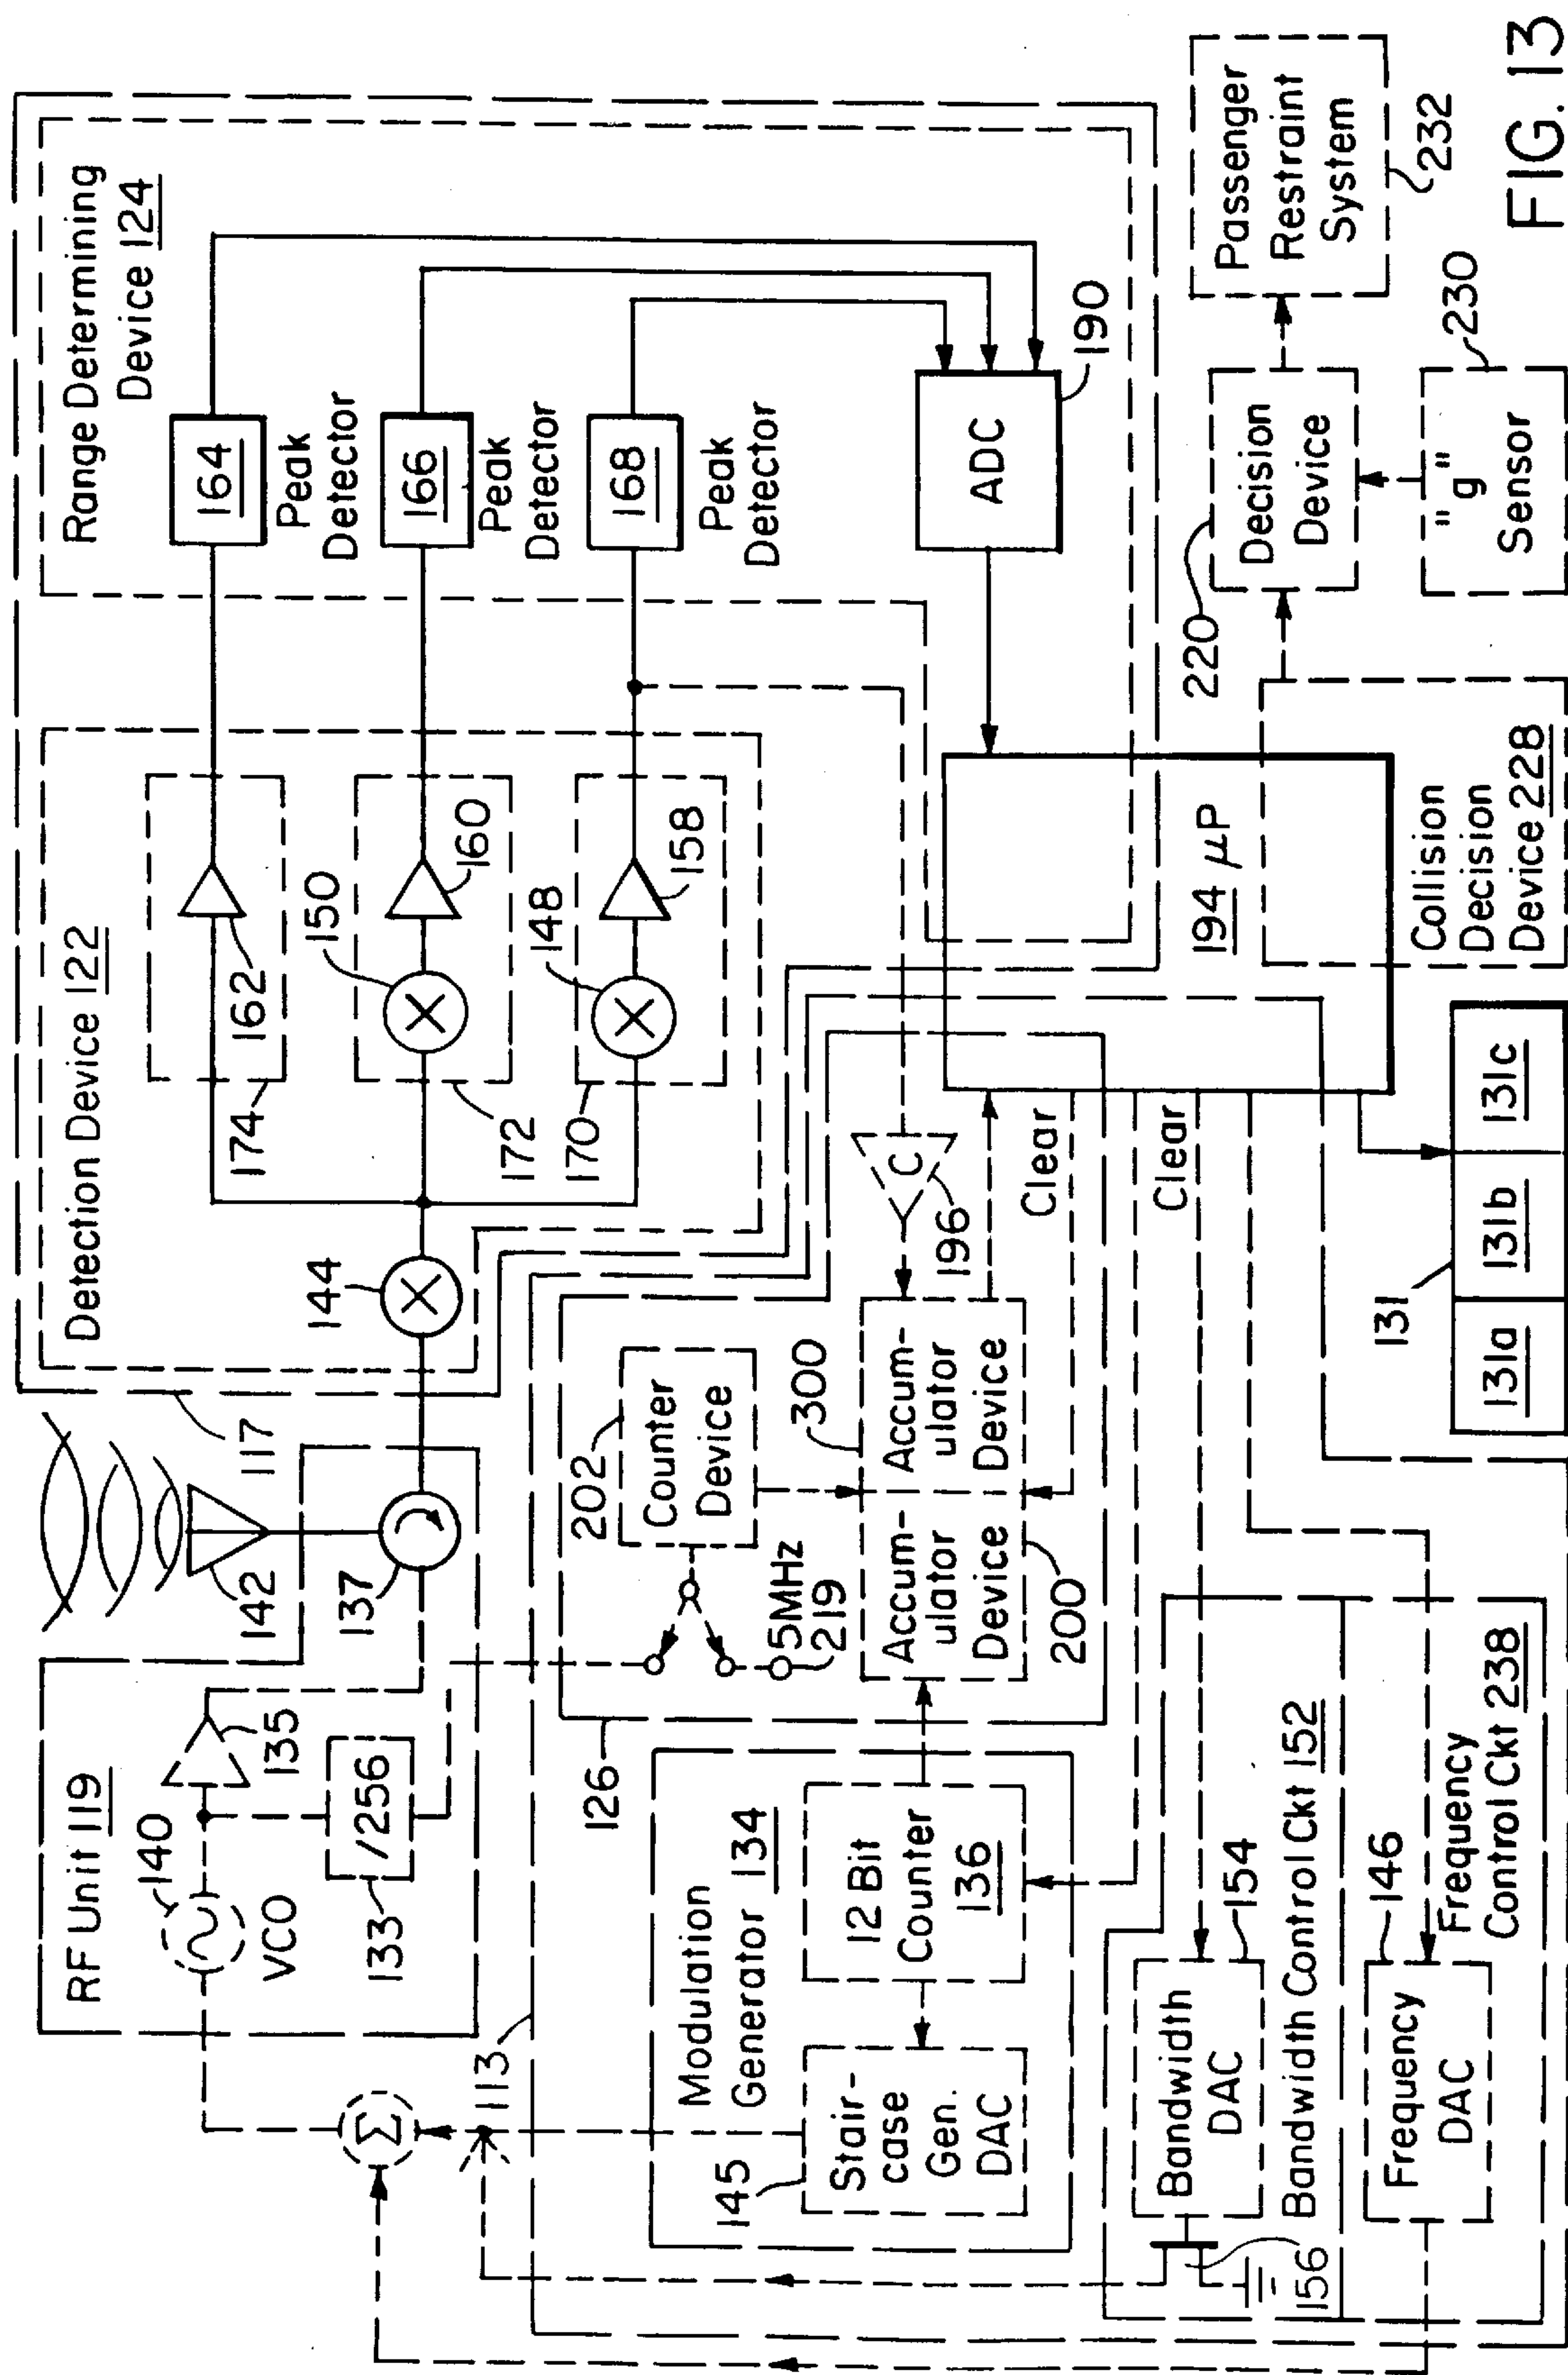 RF Unit 119
140
VCO
135
/256
133
137
142
117
Σ
113
Detection Device 122
144
174
162
150
160
172
148
158
170
Range Determining
Device 124
164
Peak
Detector
166
Peak
Detector
168
Peak
Detector
ADC
190
202
Counter
Device
5MHz
219
126
300
Accum-
ulator
Device
Accum-
ulator
Device
200
C
196
Clear
Clear
194 μP
Modulation
Generator 134
12 Bit
Counter
136
145
Stair-
case
Gen.
DAC
Bandwidth
DAC
154
156
Bandwidth Control Ckt 152
Frequency
DAC
146
Frequency
Control Ckt 238
131
131a
131b
131c
Collision
Decision
Device 228
220
Decision
Device
"g"
Sensor
230
Passenger
Restraint
System
232
FIG. 13